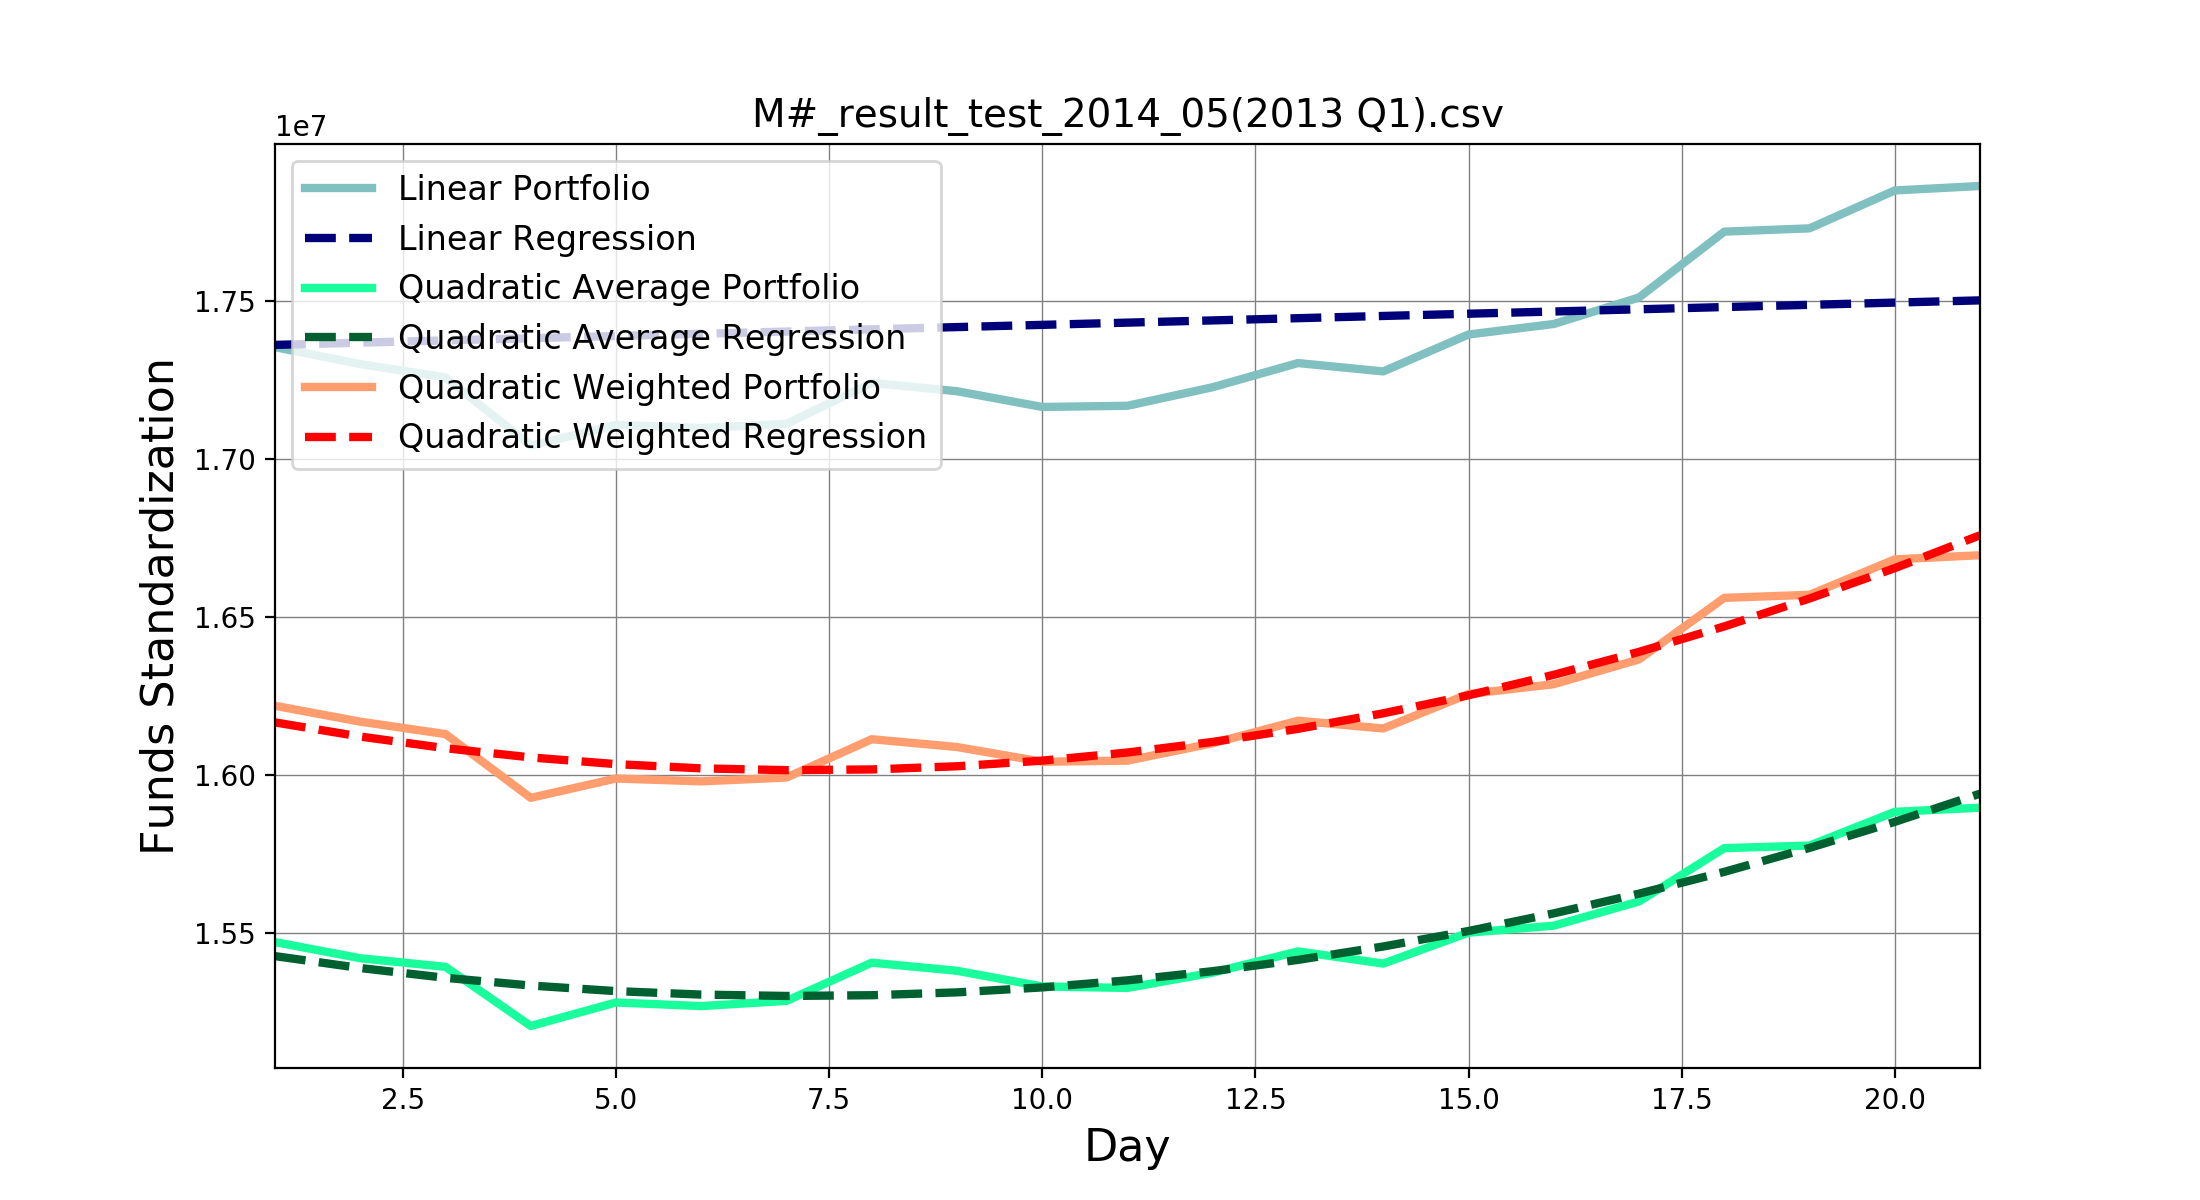 M#_result_test_2014_05(2013 Q1).csv
1e7
Linear Portfolio
Linear Regression
Quadratic Average Portfolio
Quadratic Average Regression
Quadratic Weighted Portfolio
Quadratic Weighted Regression
1.75
1.70
1.65
1.60
1.55
Funds Standardization
2.5 5.0 7.5 10.0 12.5 15.0 17.5 20.0
Day